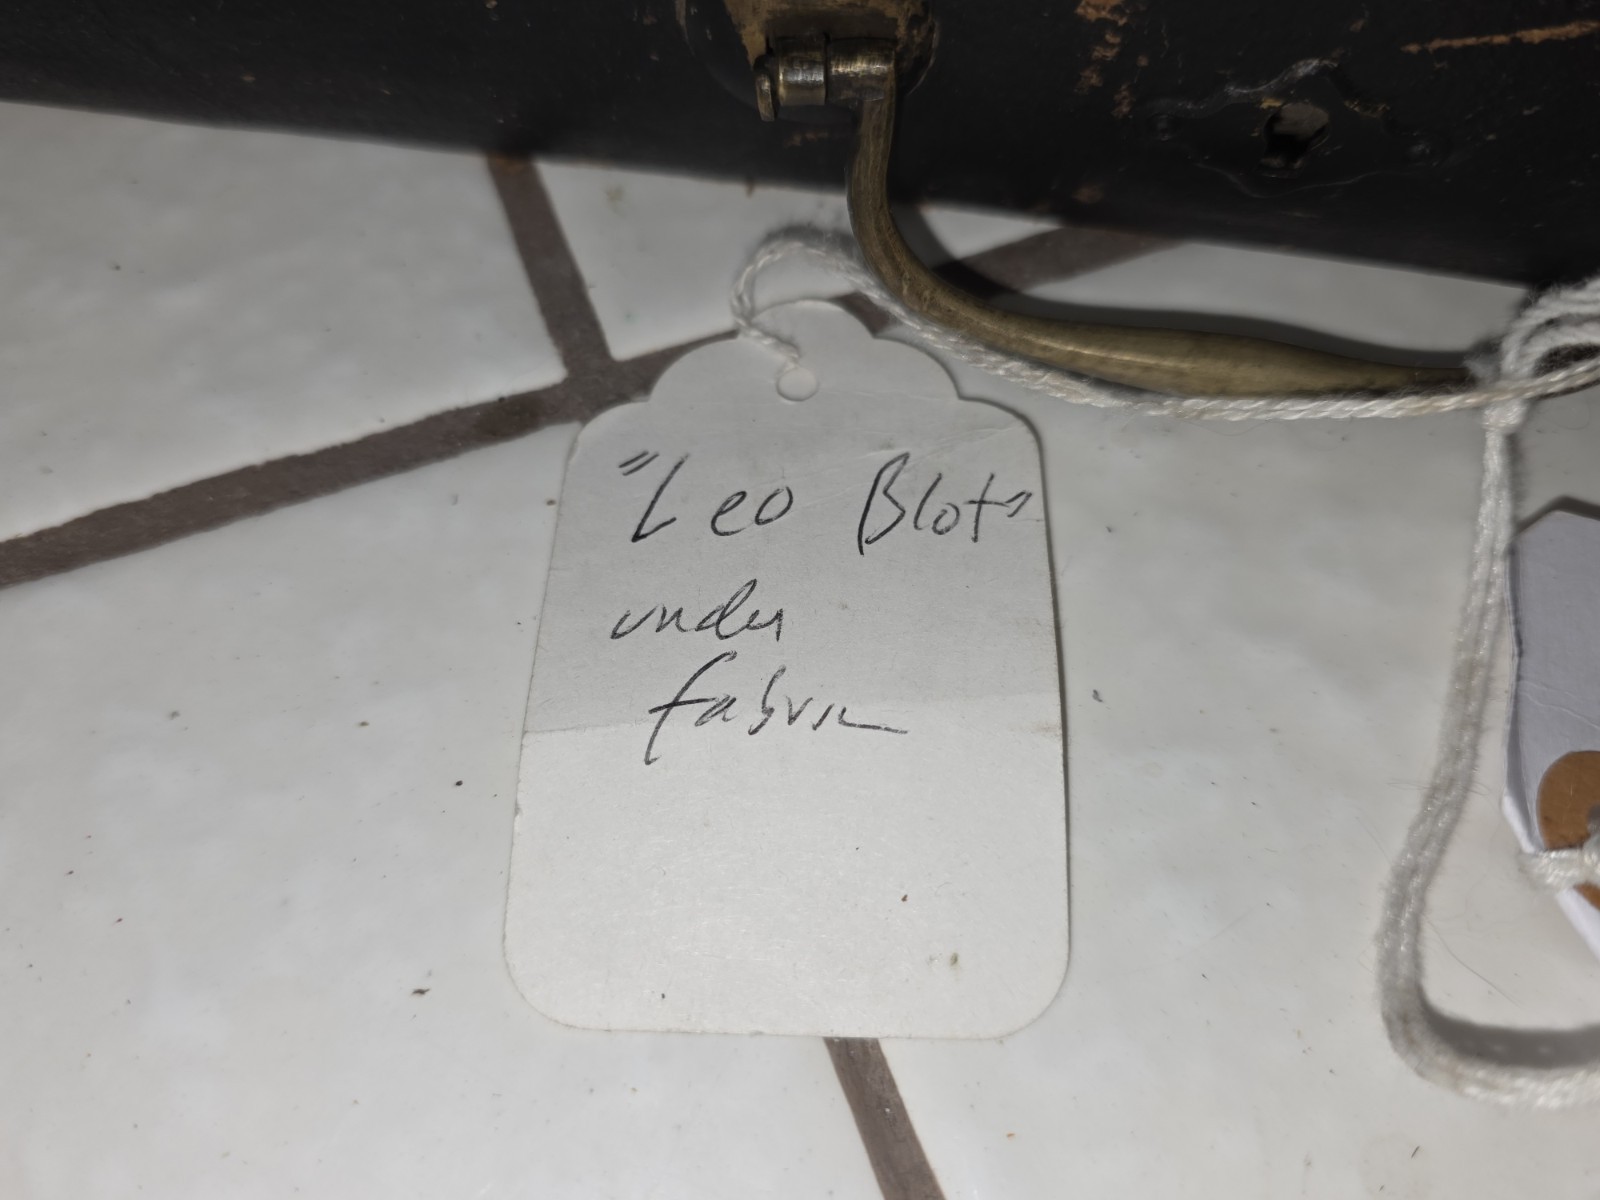 "Leo Blot"
under
fabric